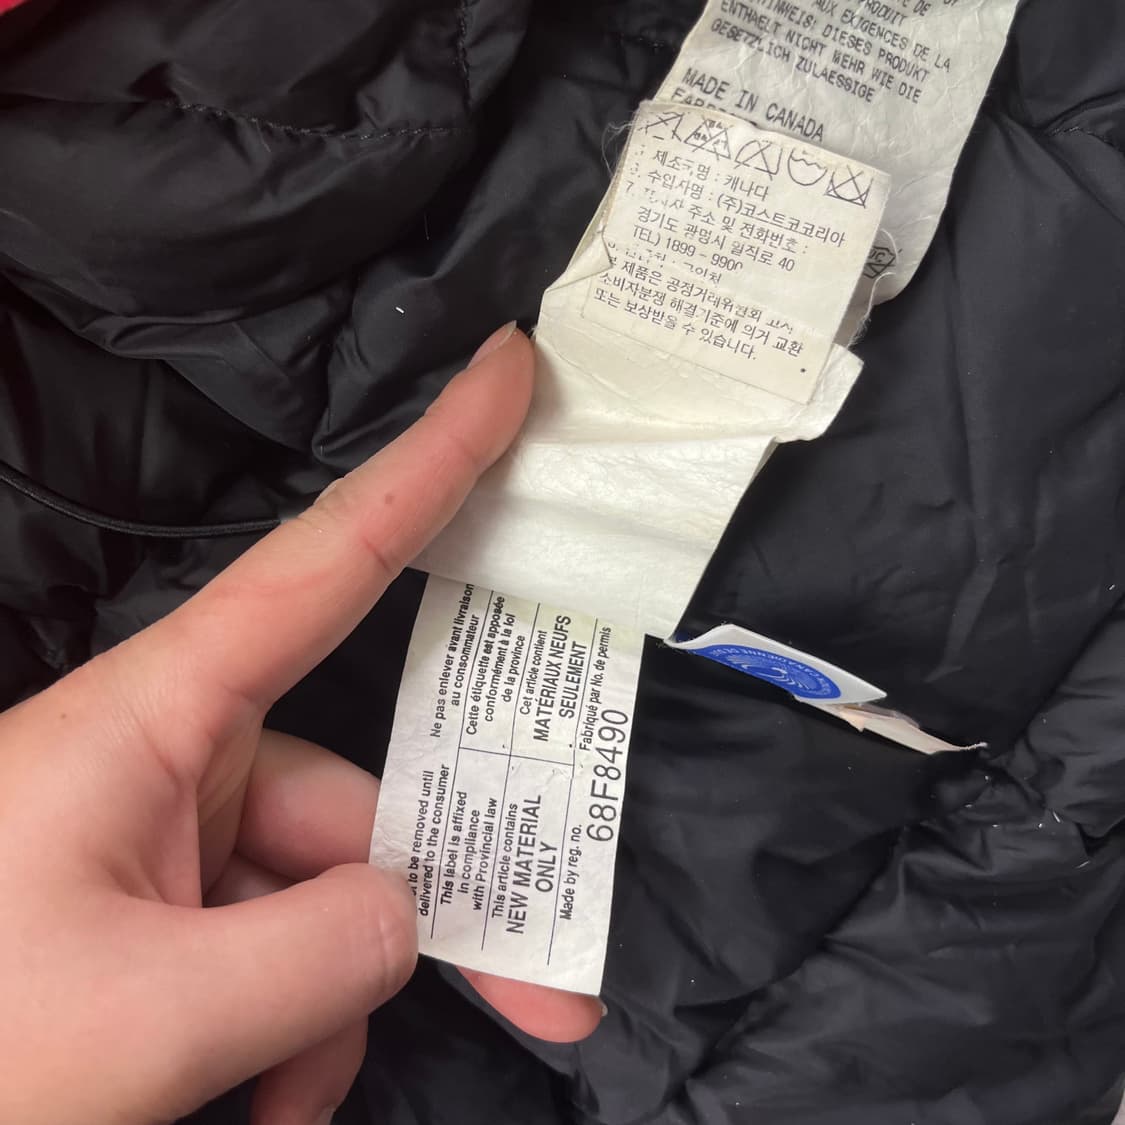 AUX EXIGENCES DE LA
ENTHAELT NICHT MEHR WIE DIE
GESETZLICH ZULAESSIGE
MADE IN CANADA
제조국명 : 캐나다
수입자명 : (주)코스트코코리아
7. 주소 및 전화번호 :
경기도 광명시 일직로 40
TEL) 1899 - 9900
제품은 공정거래위원회 고시
소비자분쟁 해결기준에 의거 교환
또는 보상받을 수 있습니다.
Ne pas enlever avant livraison
au consommateur
Cette étiquette est apposée
conformément à la loi
de la province
Cet article contient
MATÉRIAUX NEUFS
SEULEMENT
Fabriqué par No. de permis
to be removed until
delivered to the consumer
This label is affixed
in compliance
with Provincial law
This article contains
NEW MATERIAL
ONLY
Made by reg. no.
68F8490